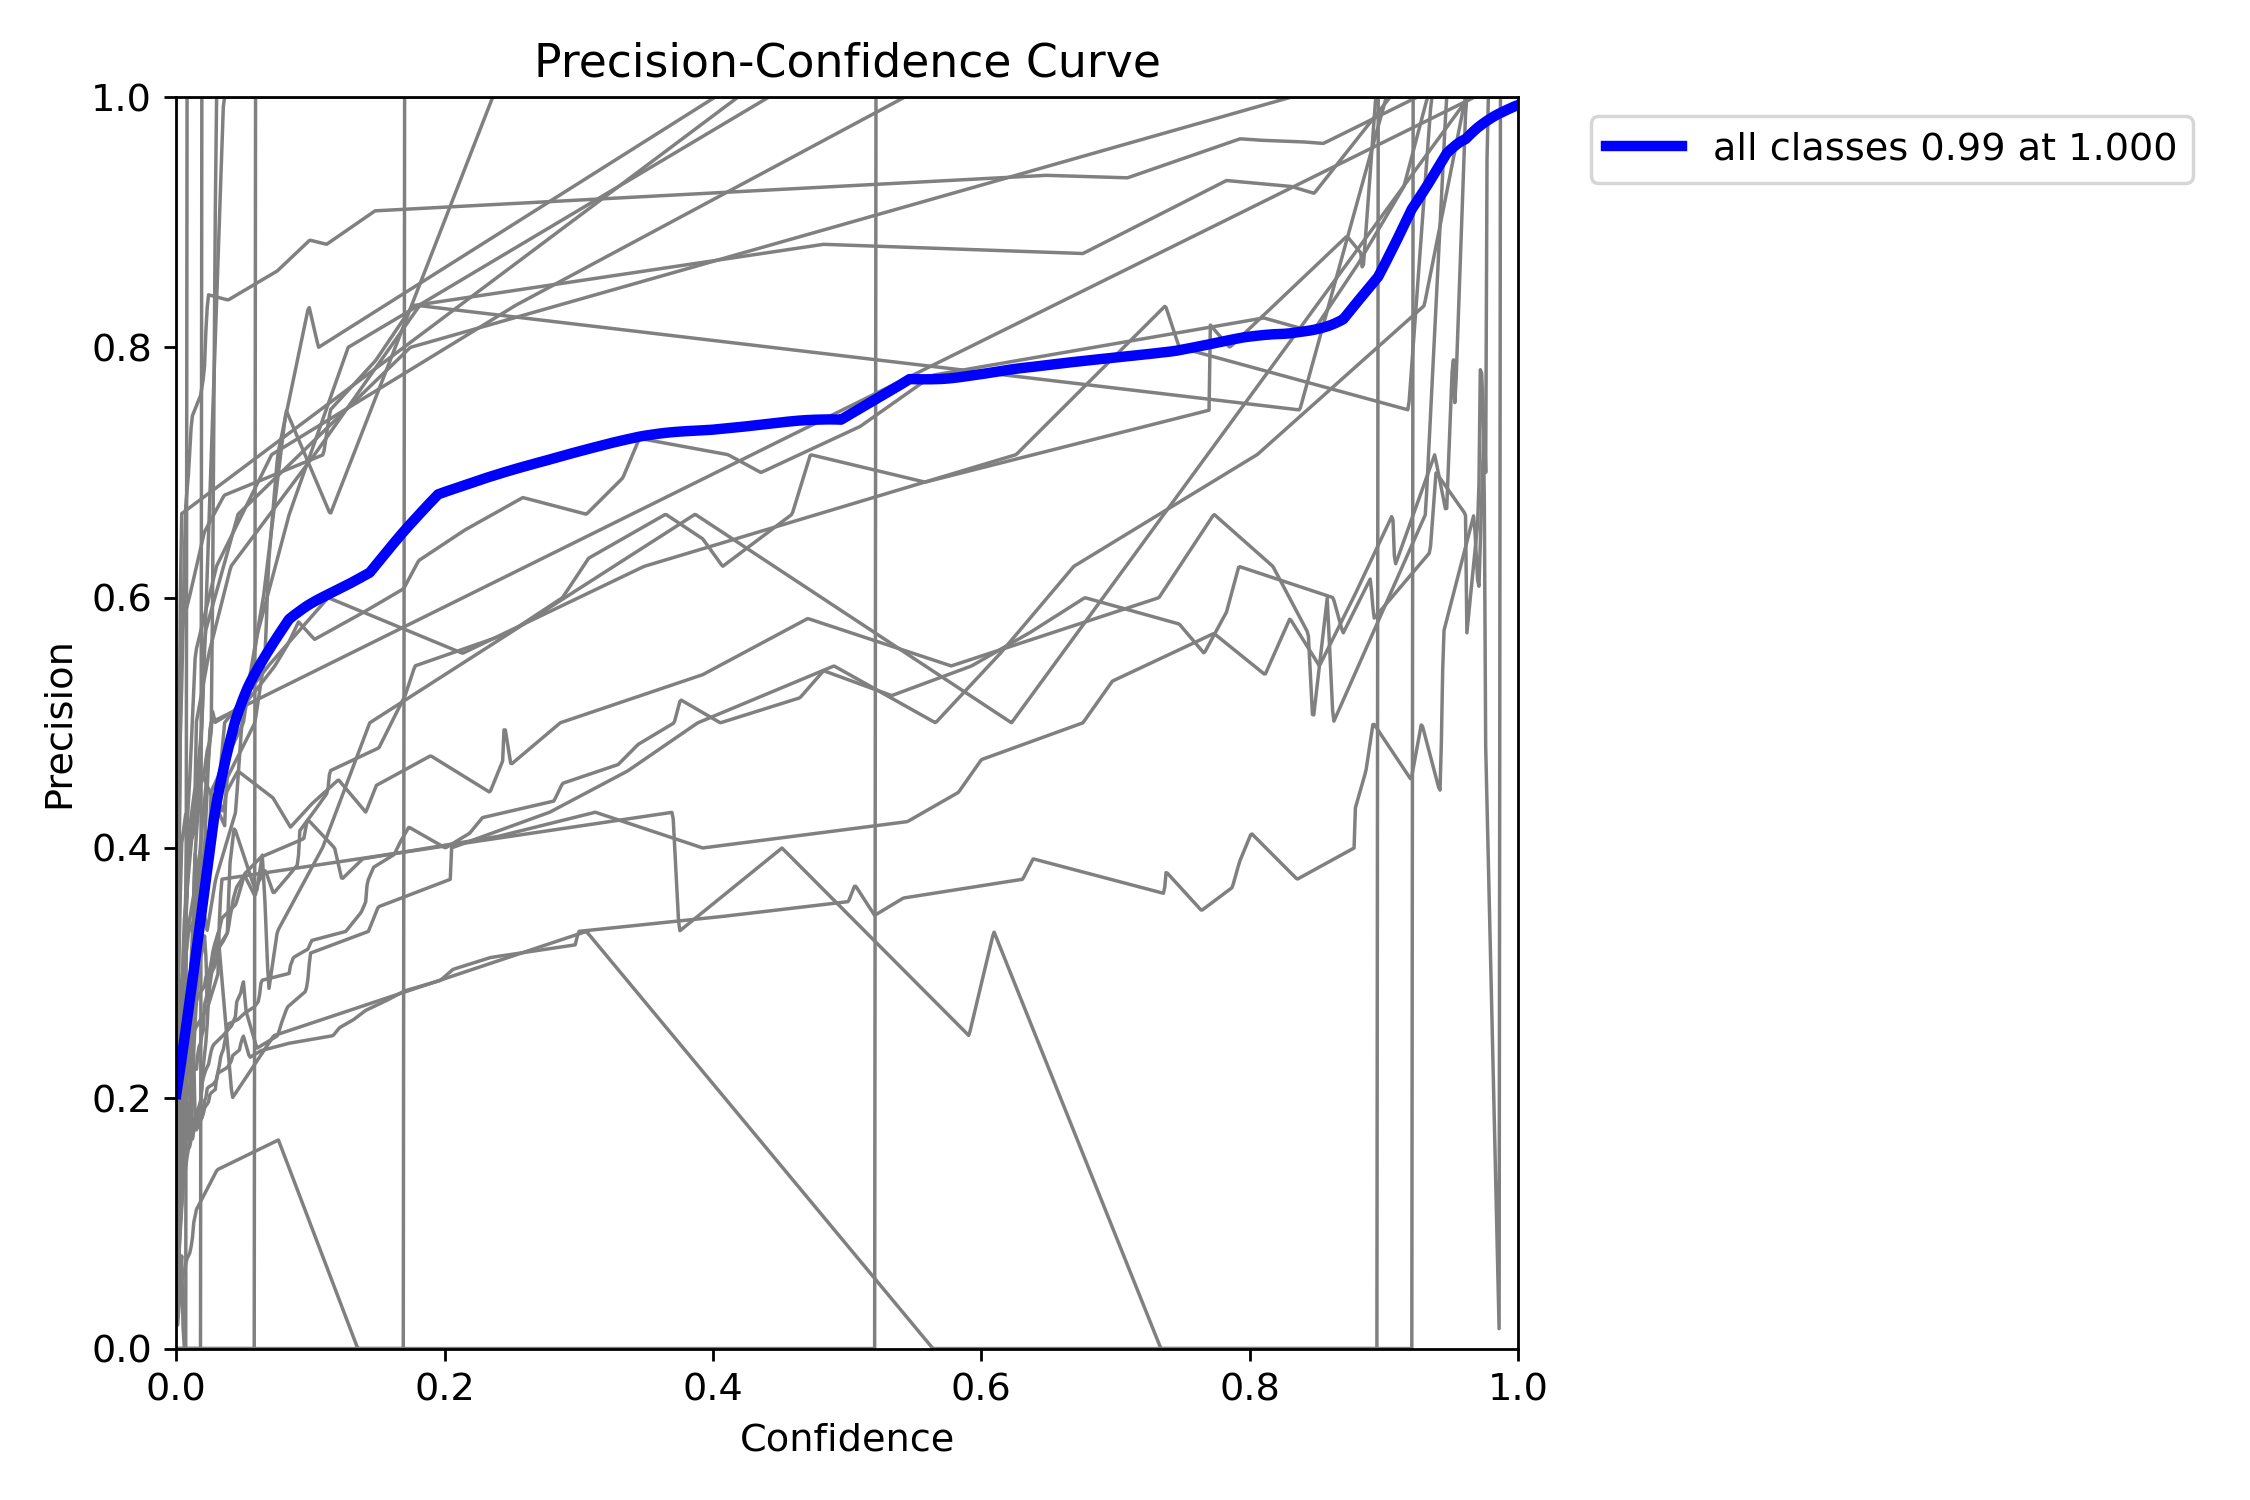 Precision-Confidence Curve
1.0
0.8
0.6
0.4
0.2
0.0
Precision
0.0 0.2 0.4 0.6 0.8 1.0
Confidence
all classes 0.99 at 1.000